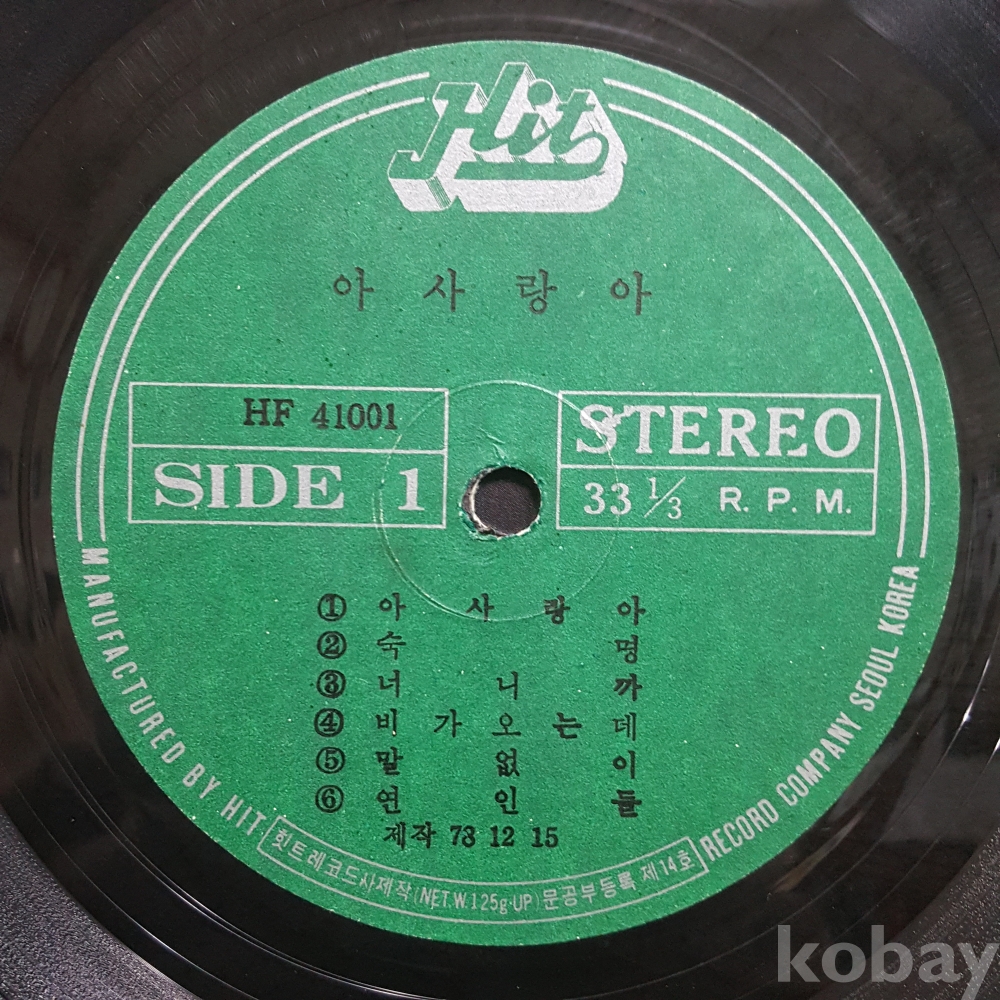 Hit
아 사 랑 아
HF 41001
SIDE 1
STEREO
33 1/3 R. P. M.
① 아 사 랑 아
② 숙 명
③ 너 니 까
④ 비 가 오 는 데
⑤ 말 없 이
⑥ 연 인 들
제작 73 12 15
MANUFACTURED BY HIT RECORD COMPANY SEOUL KOREA
힛트레코드사제작(NET.W.125g·UP)문공부등록 제14호
kobay